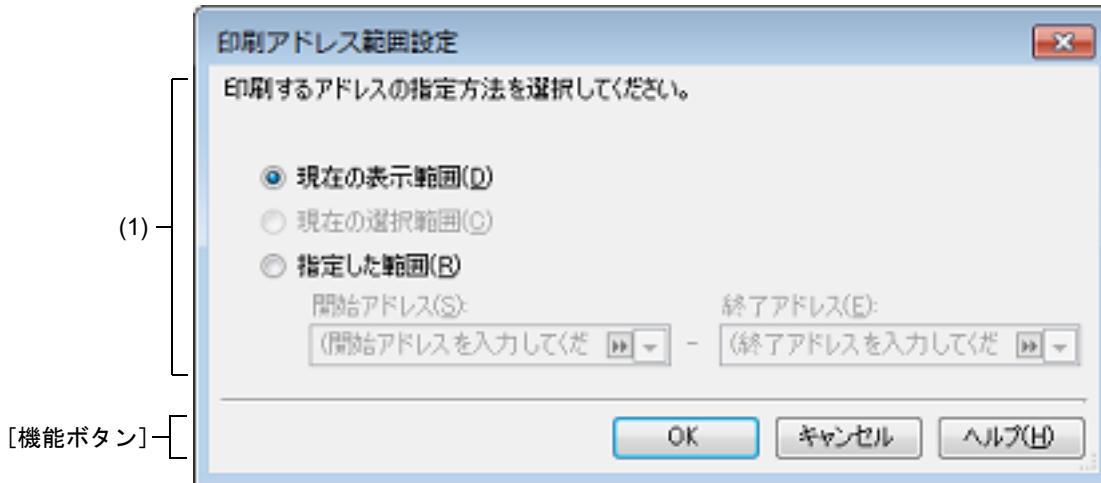 印刷アドレス範囲設定
印刷するアドレスの指定方法を選択してください。
現在の表示範囲(D)
(1)
現在の選択範囲(C)
指定した範囲(R)
開始アドレス(S): 終了アドレス(E):
(開始アドレスを入力してくだ - (終了アドレスを入力してくだ
[機能ボタン]
OK キャンセル ヘルプ(H)